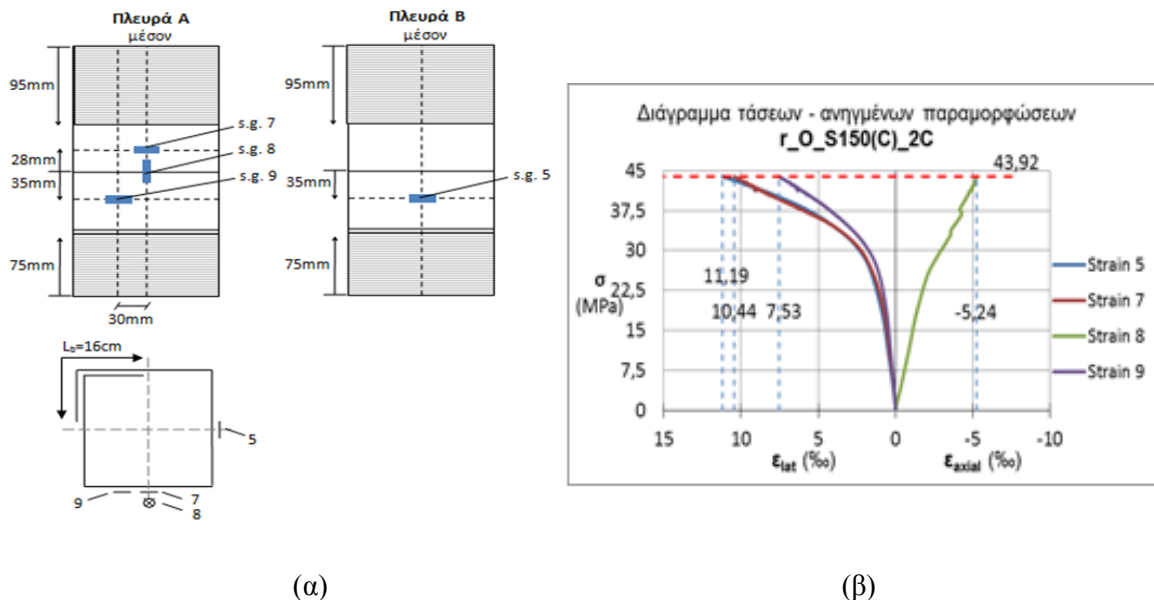 Πλευρά A
μέσον
95mm
s.g. 7
28mm
s.g. 8
35mm
s.g. 9
75mm
30mm
Πλευρά B
μέσον
95mm
35mm
s.g. 5
75mm
Lb=16cm
5
9
7
8
(α)
Διάγραμμα τάσεων - ανηγμένων παραμορφώσεων
r_O_S150(C)_2C
43,92
45
37,5
30
σ
(MPa)
22,5
15
7,5
0
11,19
10,44
7,53
-5,24
15
10
5
0
-5
-10
εlat (‰)
εaxial (‰)
Strain 5
Strain 7
Strain 8
Strain 9
(β)